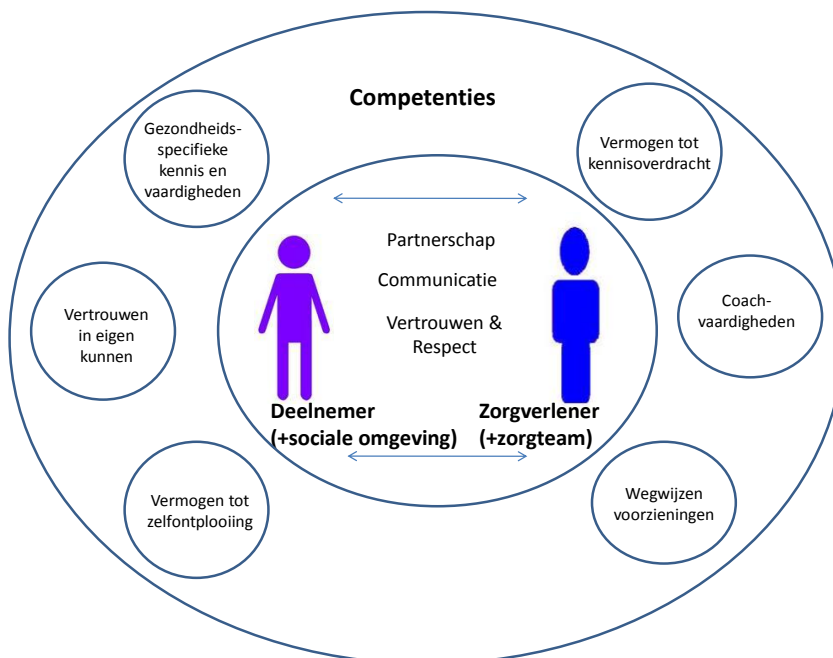 Competenties
Gezondheids-
specifieke
kennis en
vaardigheden
Vermogen tot
kennisoverdracht
Partnerschap
Communicatie
Vertrouwen &
Respect
Vertrouwen
in eigen
kunnen
Coach-
vaardigheden
Deelnemer
(+sociale omgeving)
Zorgverlener
(+zorgteam)
Vermogen tot
zelfontplooiing
Wegwijzen
voorzieningen